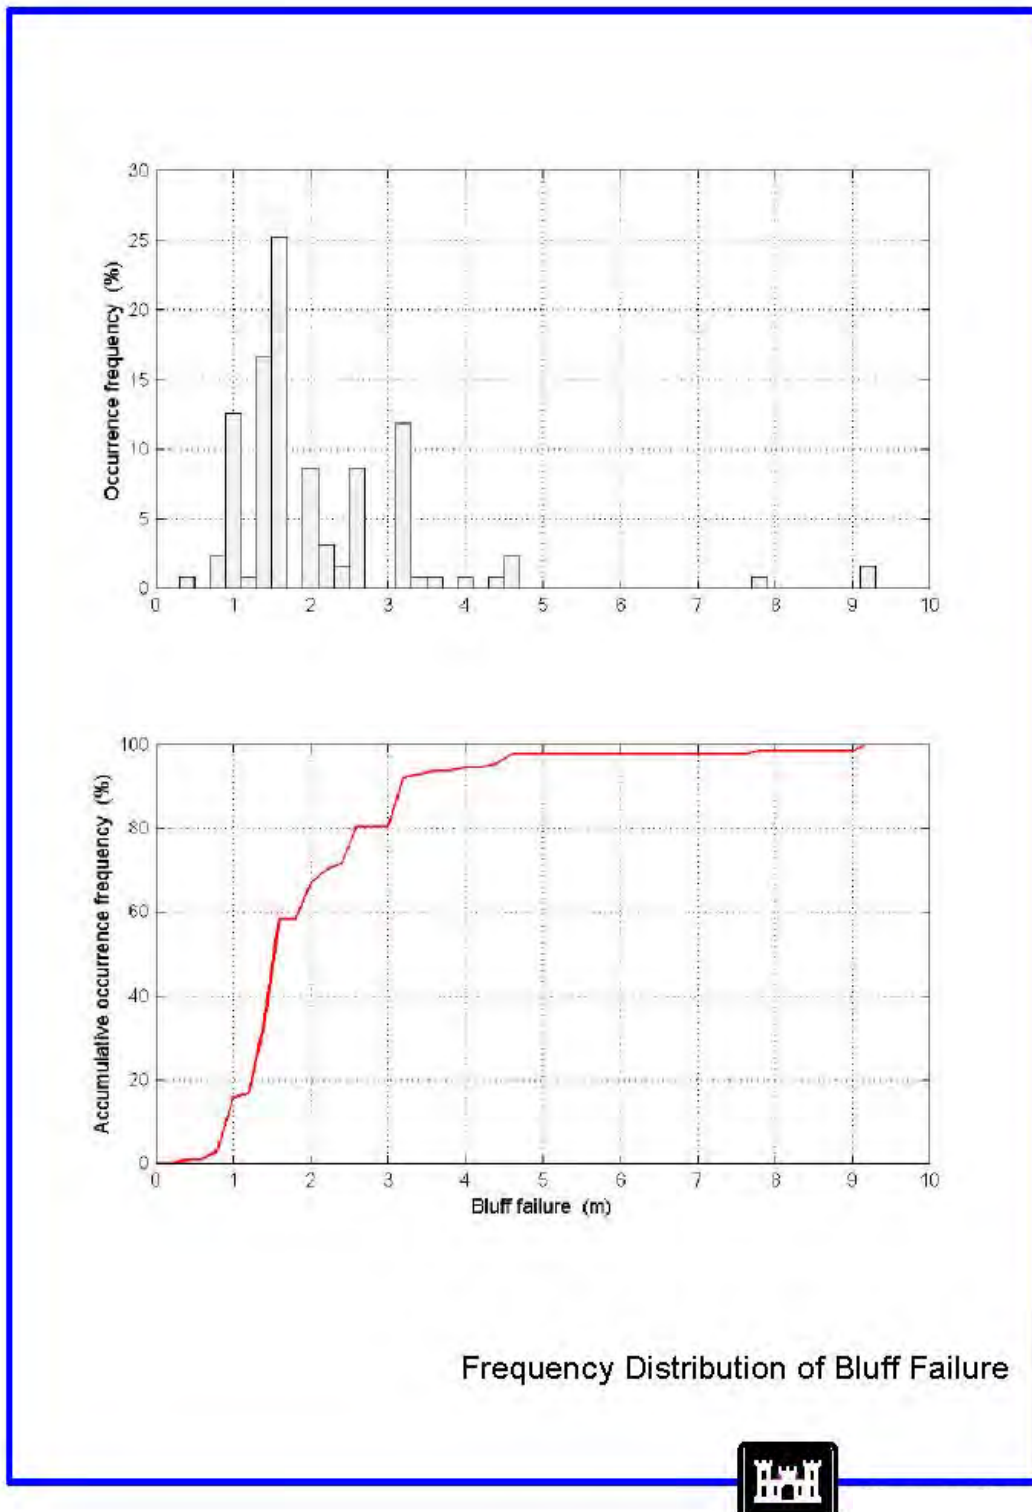 30
25
20
15
10
5
0
Occurrence frequency (%)
0 1 2 3 4 5 6 7 8 9 10
100
80
60
40
20
0
Accumulative occurrence frequency (%)
0 1 2 3 4 5 6 7 8 9 10
Bluff failure (m)
Frequency Distribution of Bluff Failure